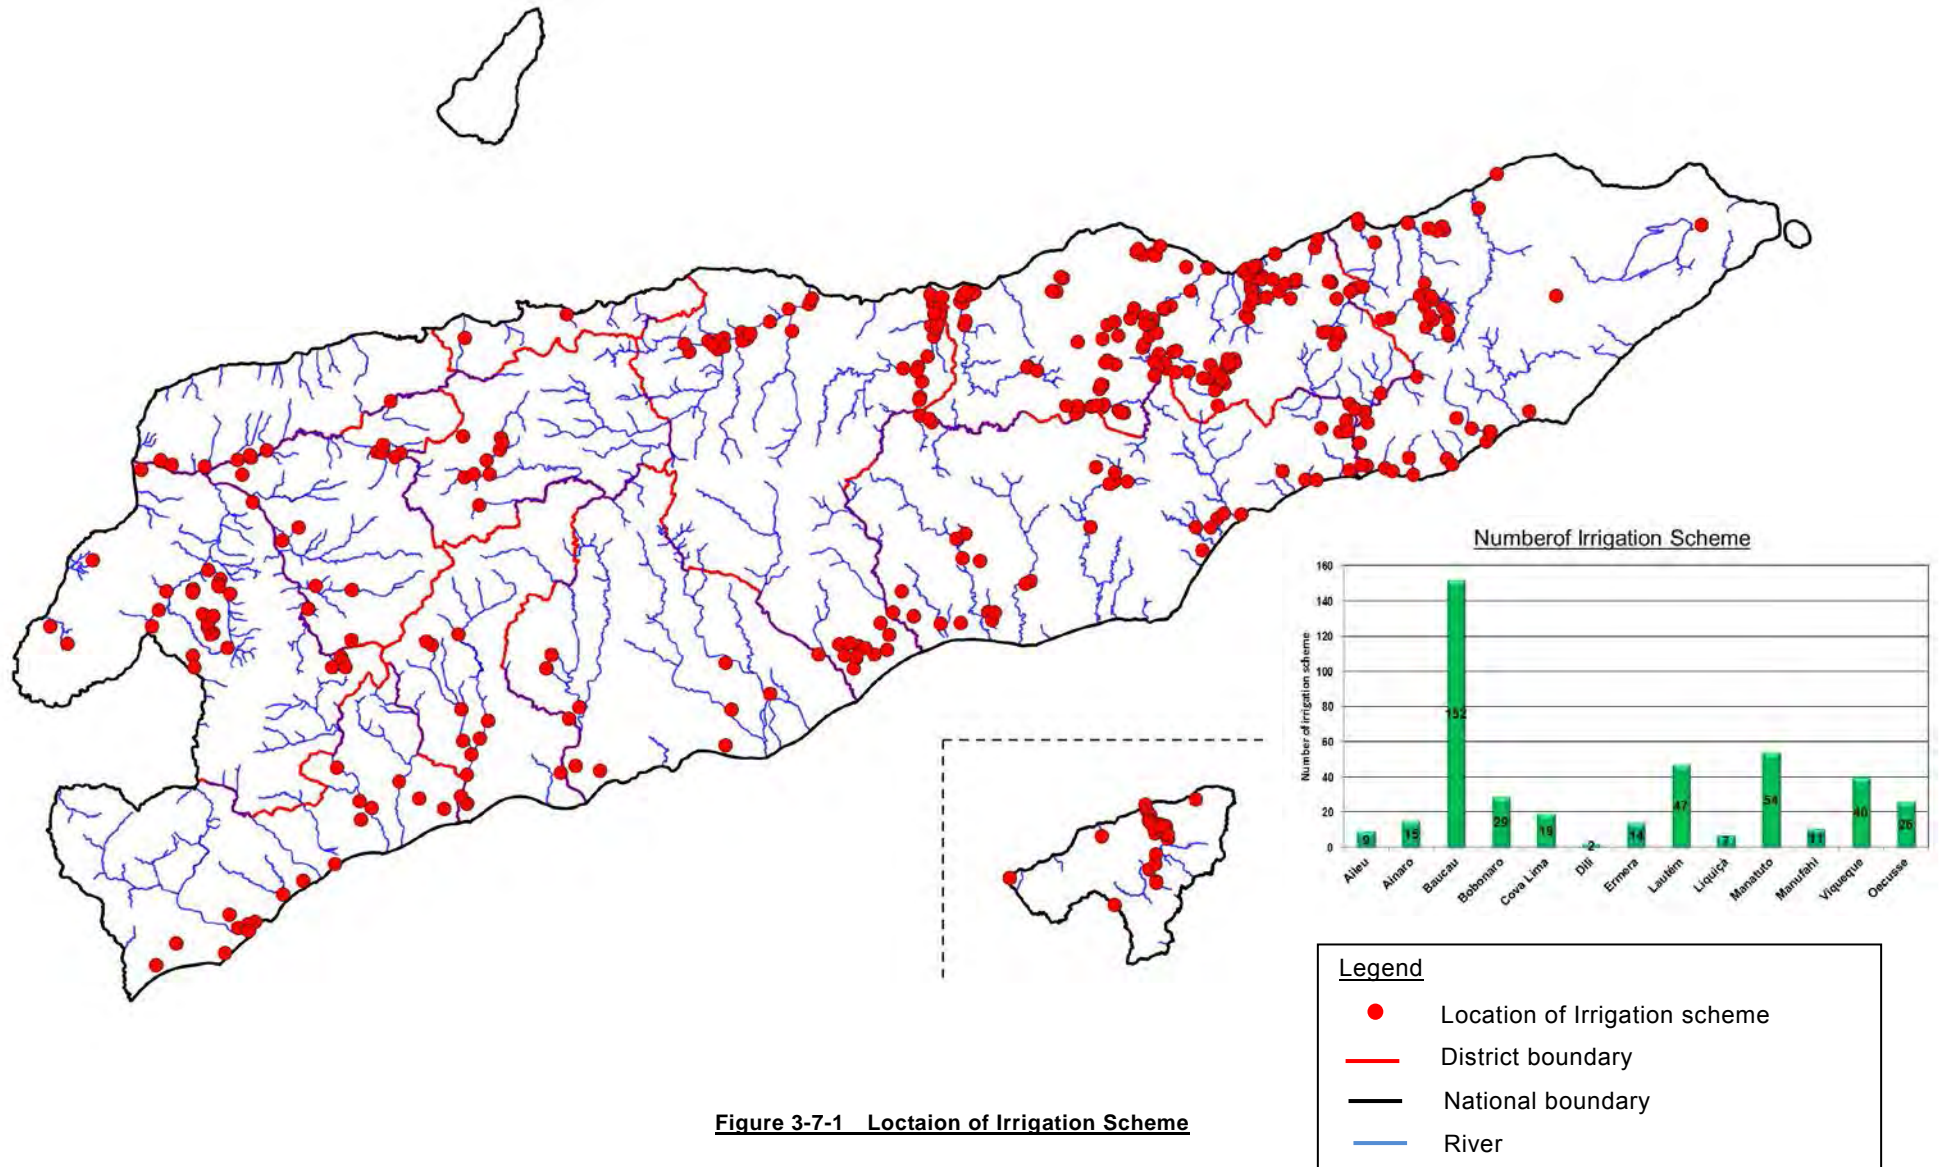 Numberof Irrigation Scheme
Number of irrigation scheme
160
140
120
100
80
60
40
20
0
9
15
152
29
19
2
14
47
7
54
11
40
26
Aileu
Ainaro
Baucau
Bobonaro
Cova Lima
Dili
Ermera
Lautém
Liquiçá
Manatuto
Manufahi
Viqueque
Oecusse
Legend
Location of Irrigation scheme
District boundary
National boundary
River
Figure 3-7-1 Loctaion of Irrigation Scheme